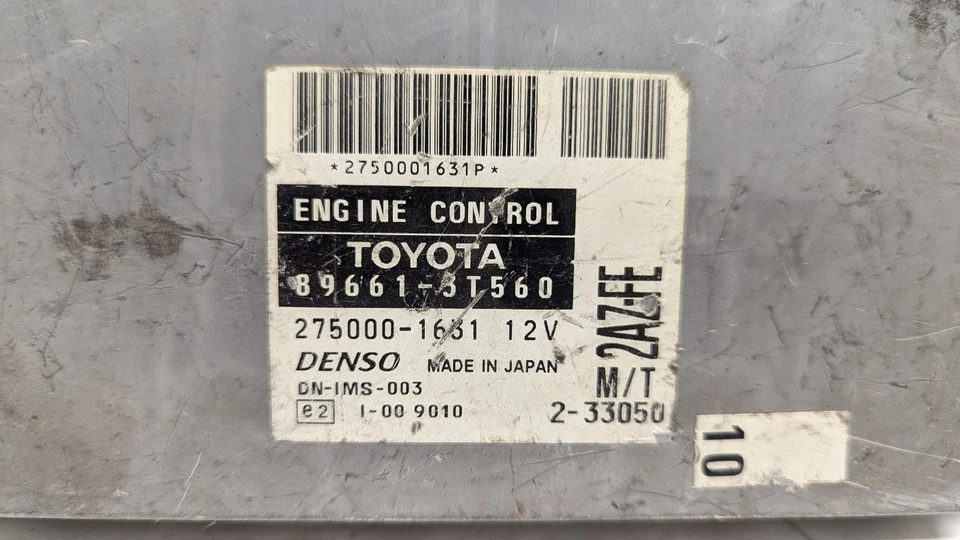 *2750001631P*
ENGINE CONTROL
TOYOTA
89661-3T560
275000-1631 12V
DENSO MADE IN JAPAN
DN-IMS-003
e2 1-00 9010
2AZ-FE
M/T
2-33050
10